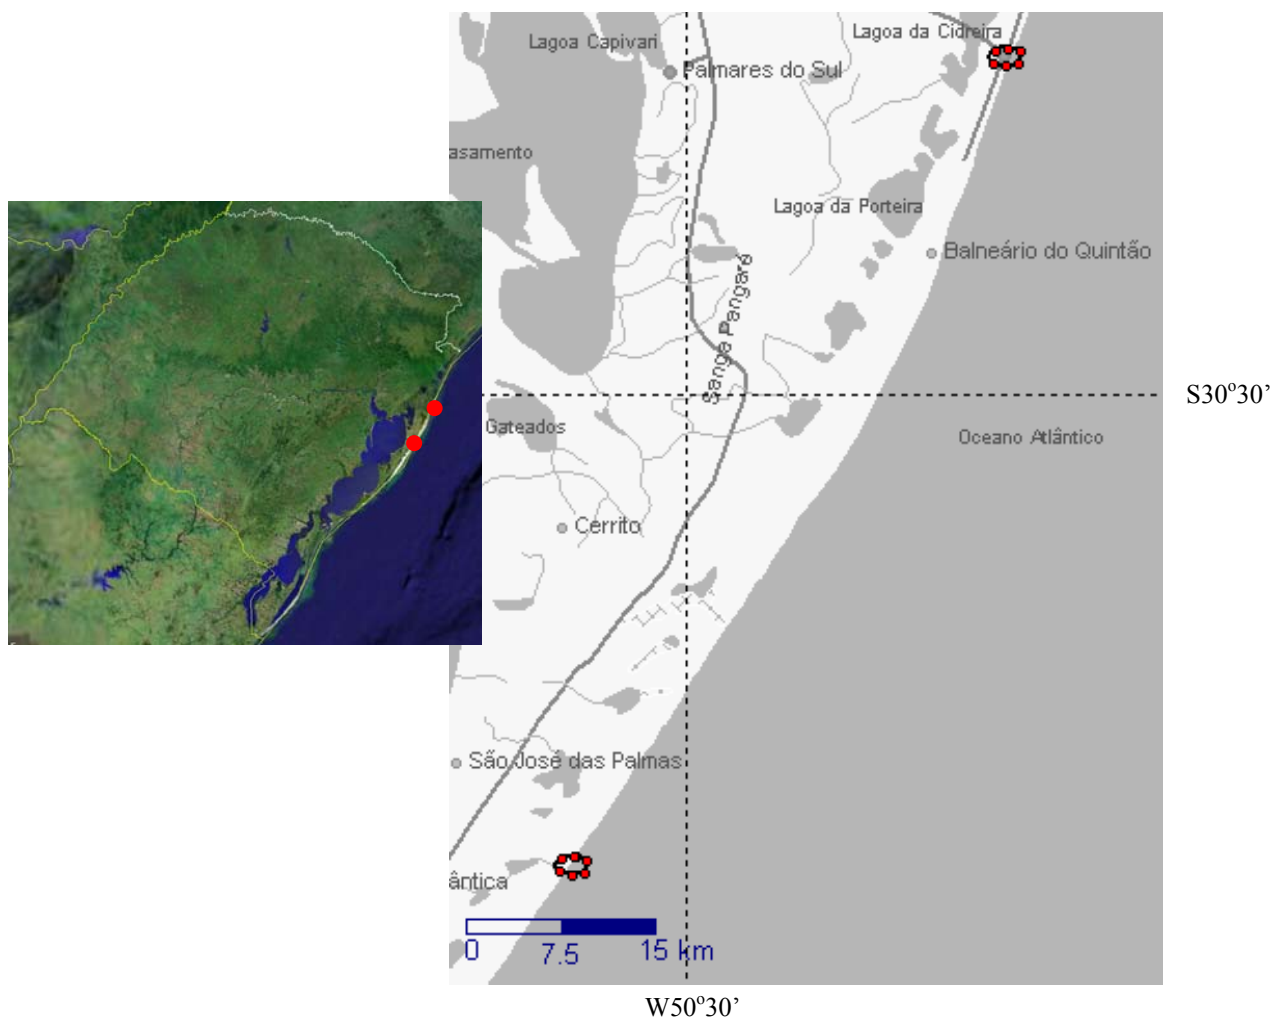 Lagoa da Cidreira
Lagoa Capivari
Palmares do Sul
asamento
Lagoa da Porteira
Balneário do Quintão
Sanga Pangaré
S30º30’
Gateados
Oceano Atlântico
Cerrito
São José das Palmas
ântica
0 7.5 15 km
W50º30’